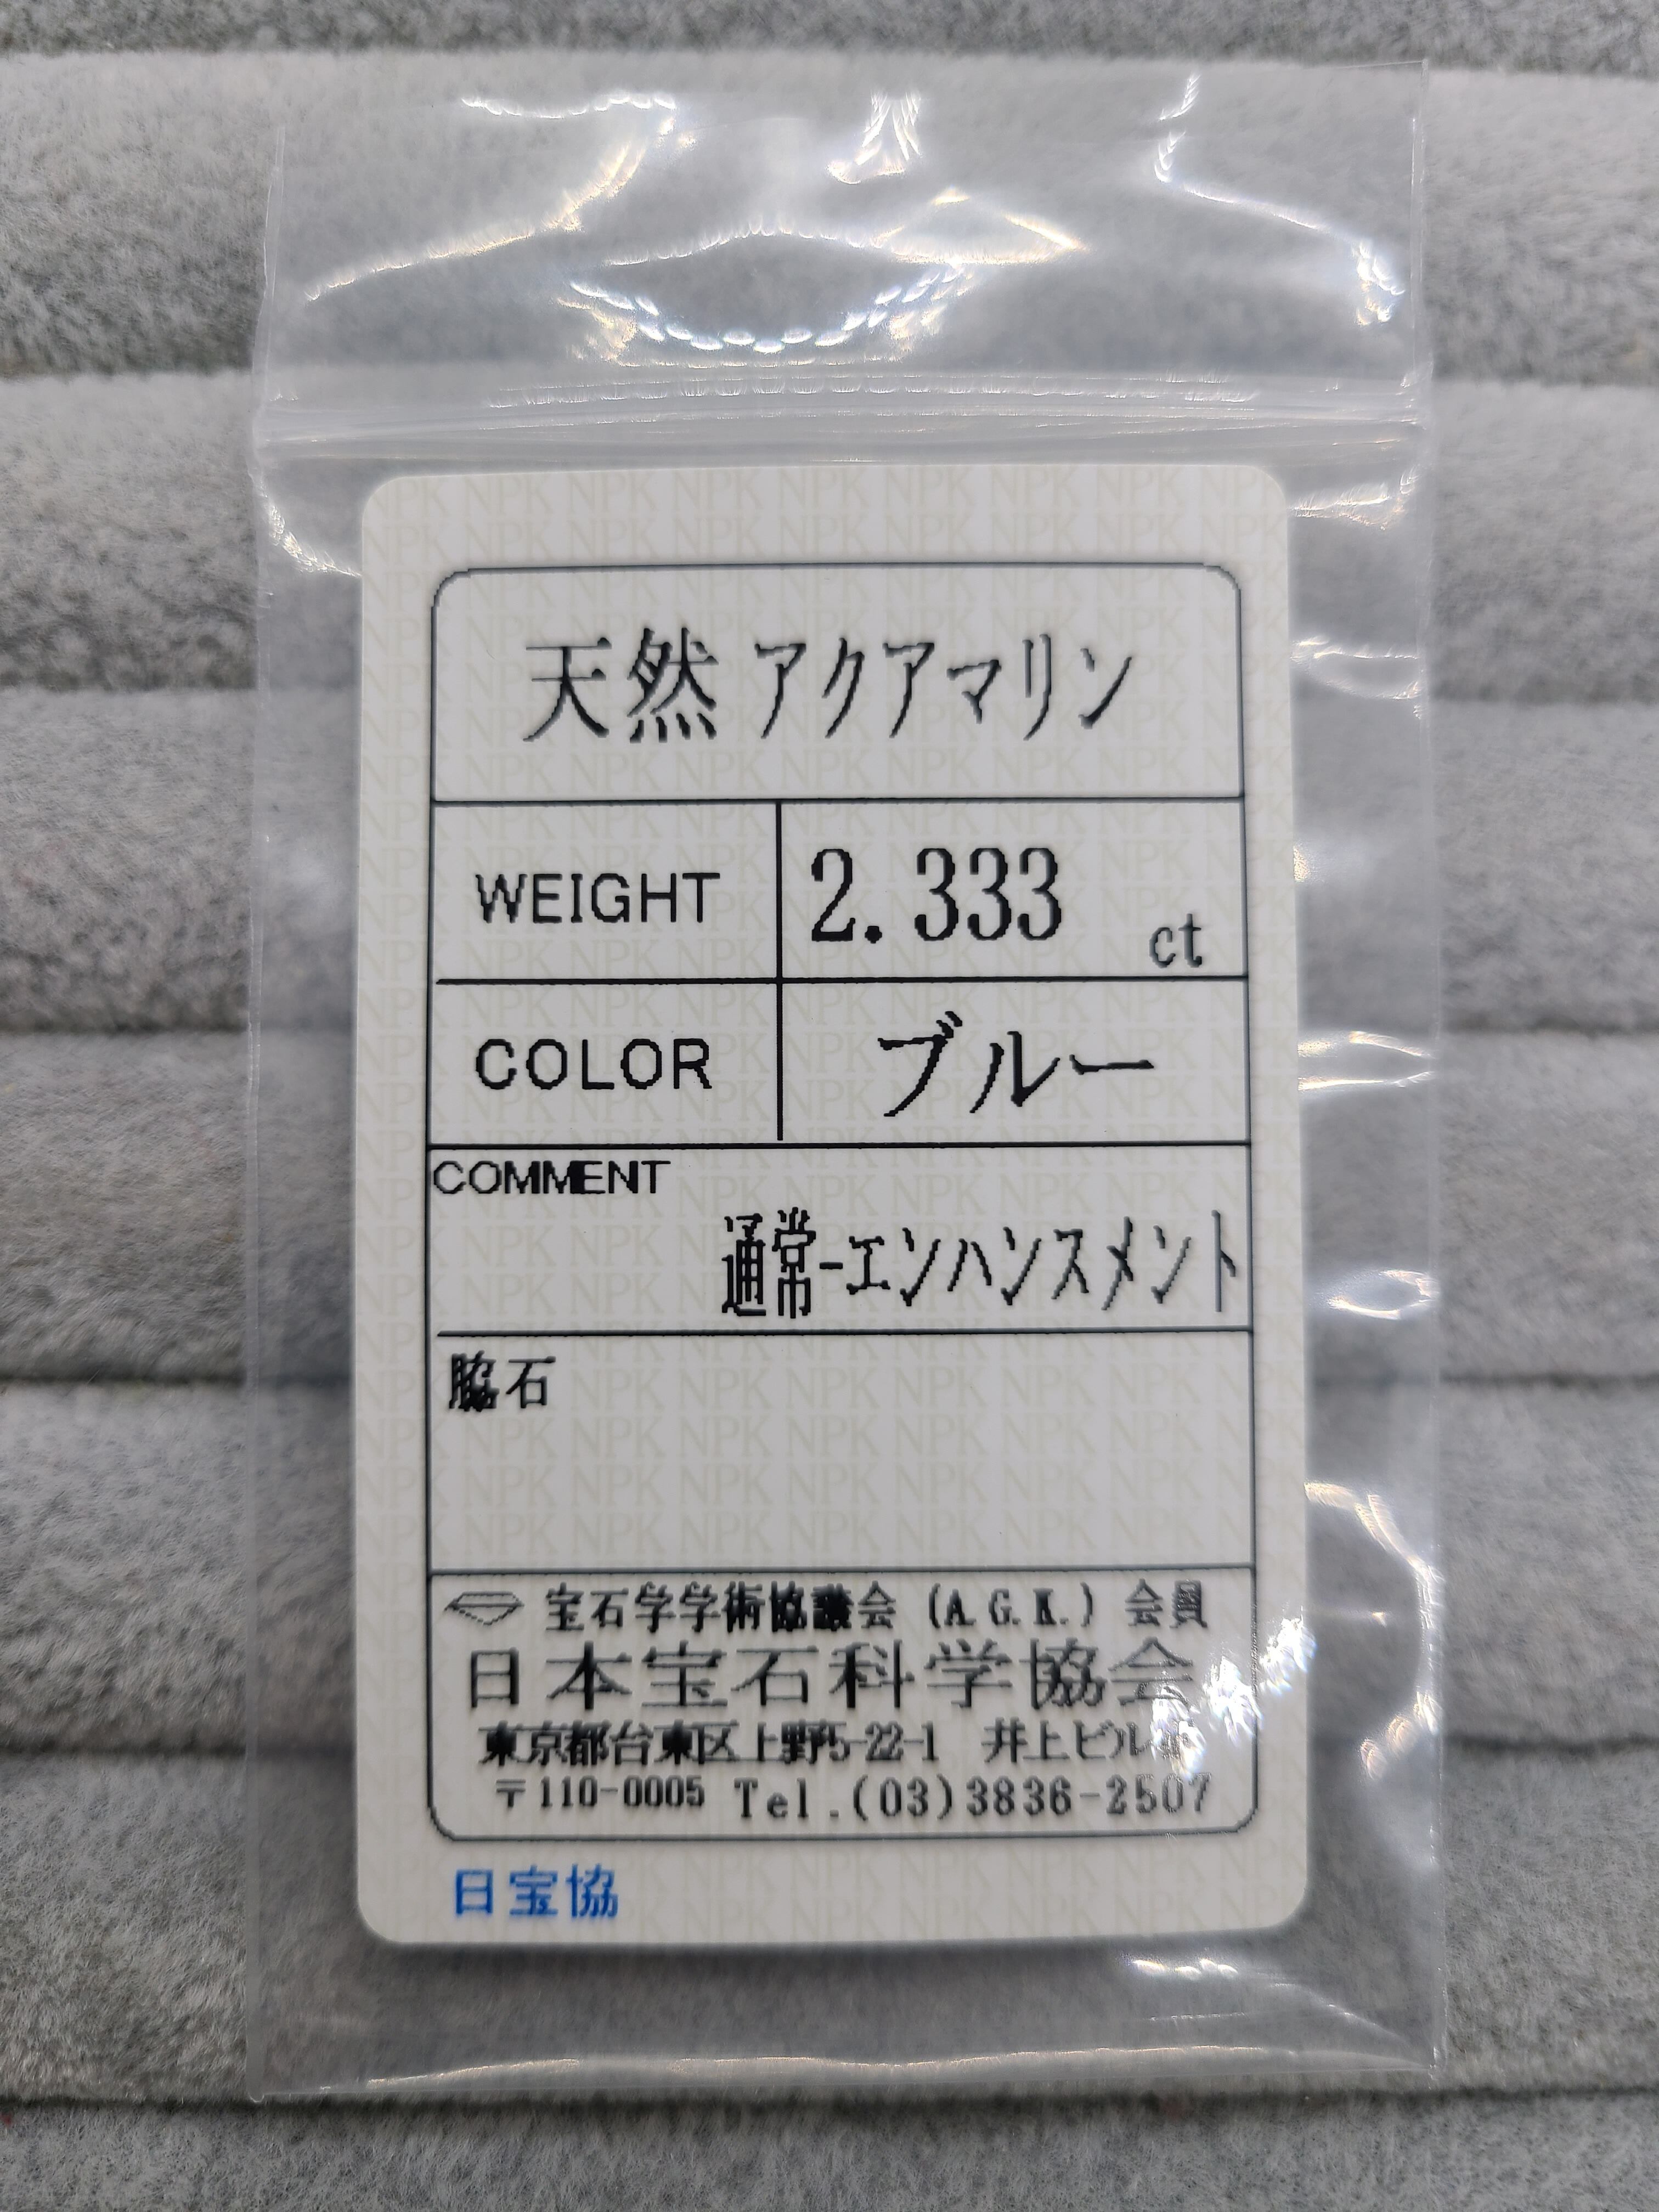 天然 アクアマリン
WEIGHT 2.333 ct
COLOR ブルー
COMMENT
通常-エンハンスメント
脇石
宝石学学術協議会 (A.G.K.) 会員
日本宝石科学協会
東京都台東区上野5-22-1 井上ビル
〒110-0005 Tel.(03)3836-2507
日宝協